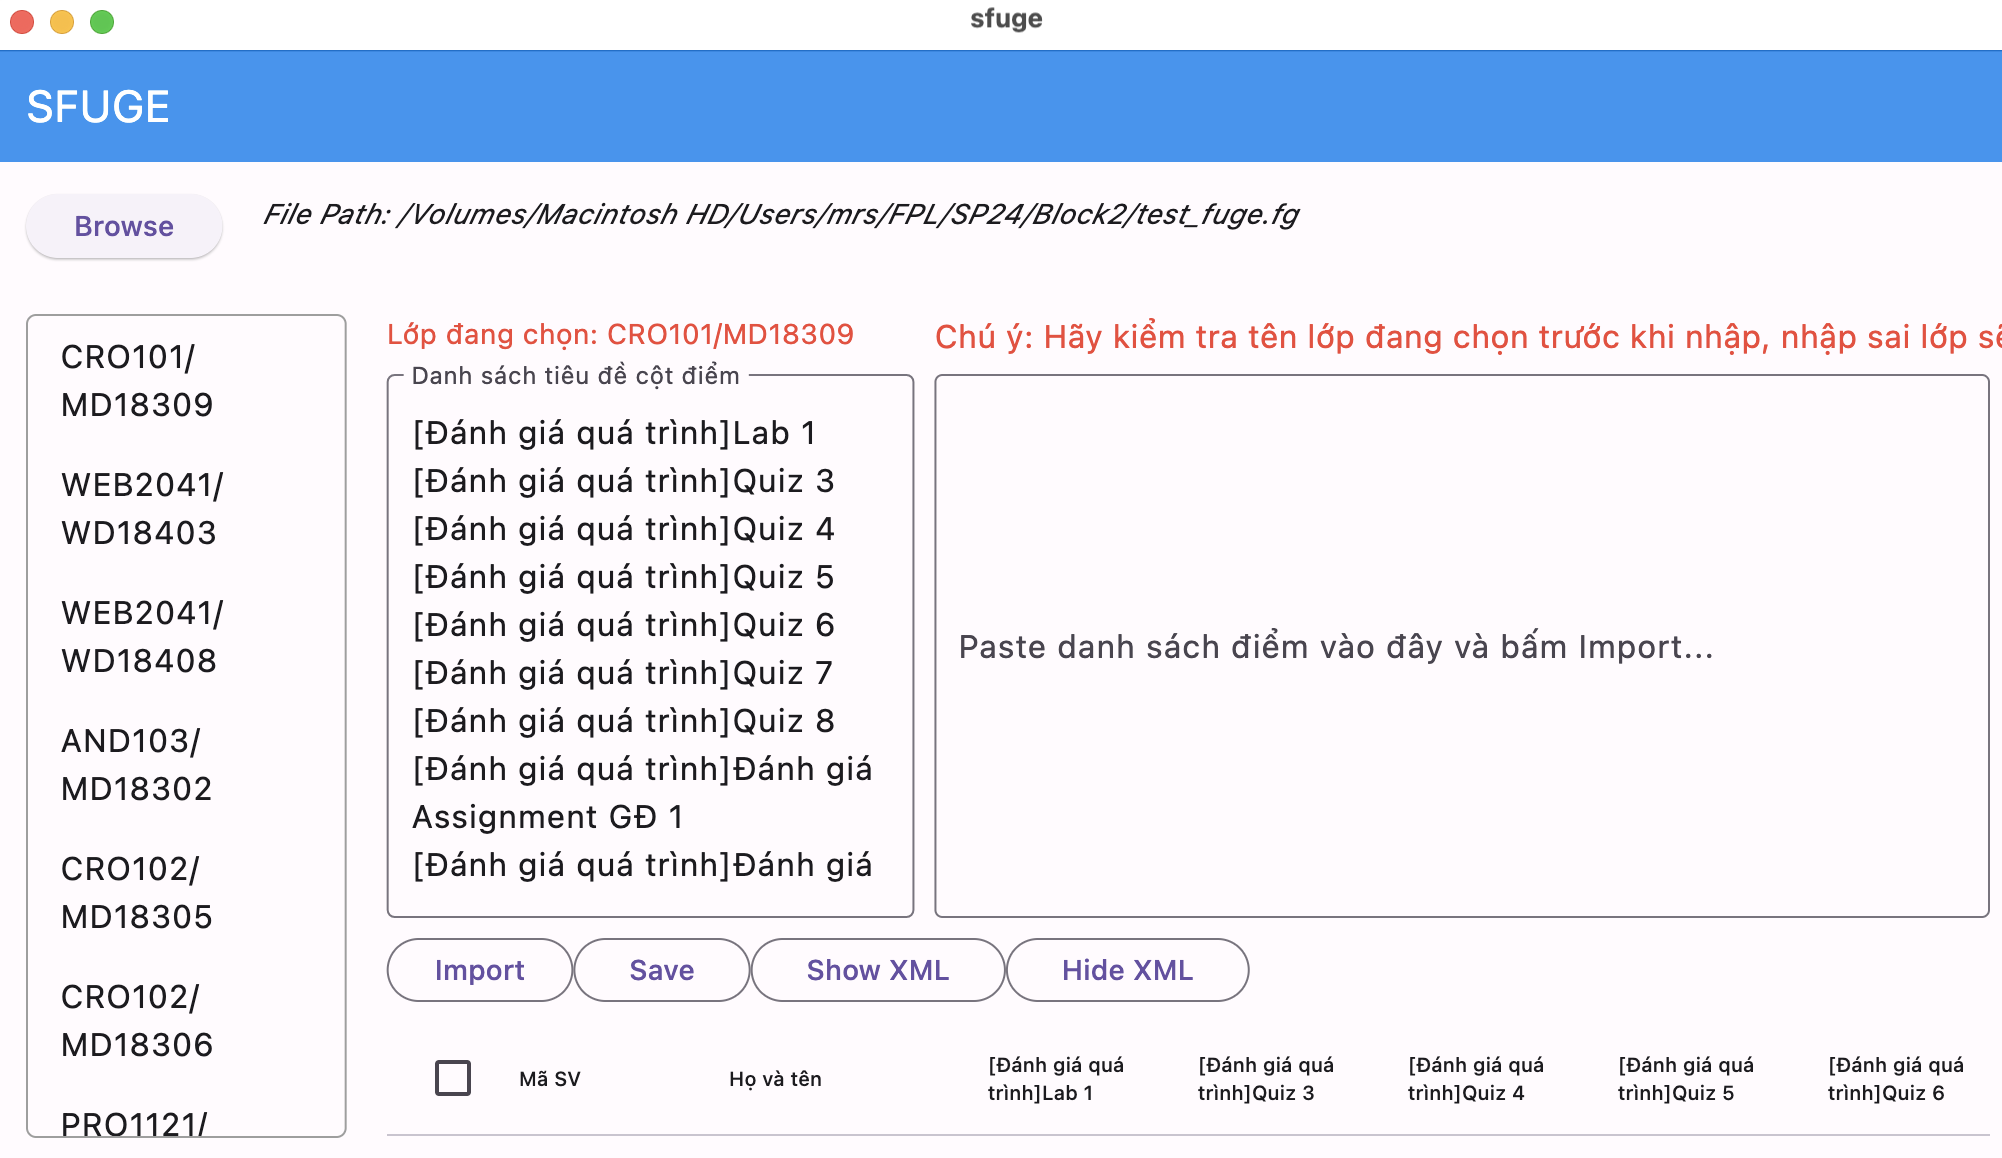 sfuge
SFUGE
Browse
File Path: /Volumes/Macintosh HD/Users/mrs/FPL/SP24/Block2/test_fuge.fg
CRO101/
MD18309
WEB2041/
WD18403
WEB2041/
WD18408
AND103/
MD18302
CRO102/
MD18305
CRO102/
MD18306
PRO1121/
Lớp đang chọn: CRO101/MD18309
Danh sách tiêu đề cột điểm
[Đánh giá quá trình]Lab 1
[Đánh giá quá trình]Quiz 3
[Đánh giá quá trình]Quiz 4
[Đánh giá quá trình]Quiz 5
[Đánh giá quá trình]Quiz 6
[Đánh giá quá trình]Quiz 7
[Đánh giá quá trình]Quiz 8
[Đánh giá quá trình]Đánh giá
Assignment GĐ 1
[Đánh giá quá trình]Đánh giá
Chú ý: Hãy kiểm tra tên lớp đang chọn trước khi nhập, nhập sai lớp sẽ
Paste danh sách điểm vào đây và bấm Import...
Import
Save
Show XML
Hide XML
Mã SV
Họ và tên
[Đánh giá quá
trình]Lab 1
[Đánh giá quá
trình]Quiz 3
[Đánh giá quá
trình]Quiz 4
[Đánh giá quá
trình]Quiz 5
[Đánh giá quá
trình]Quiz 6